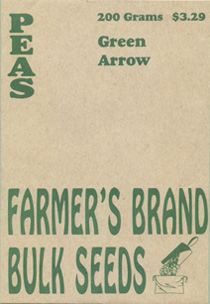 PEAS
200 Grams $3.29
Green
Arrow
FARMER'S BRAND
BULK SEEDS